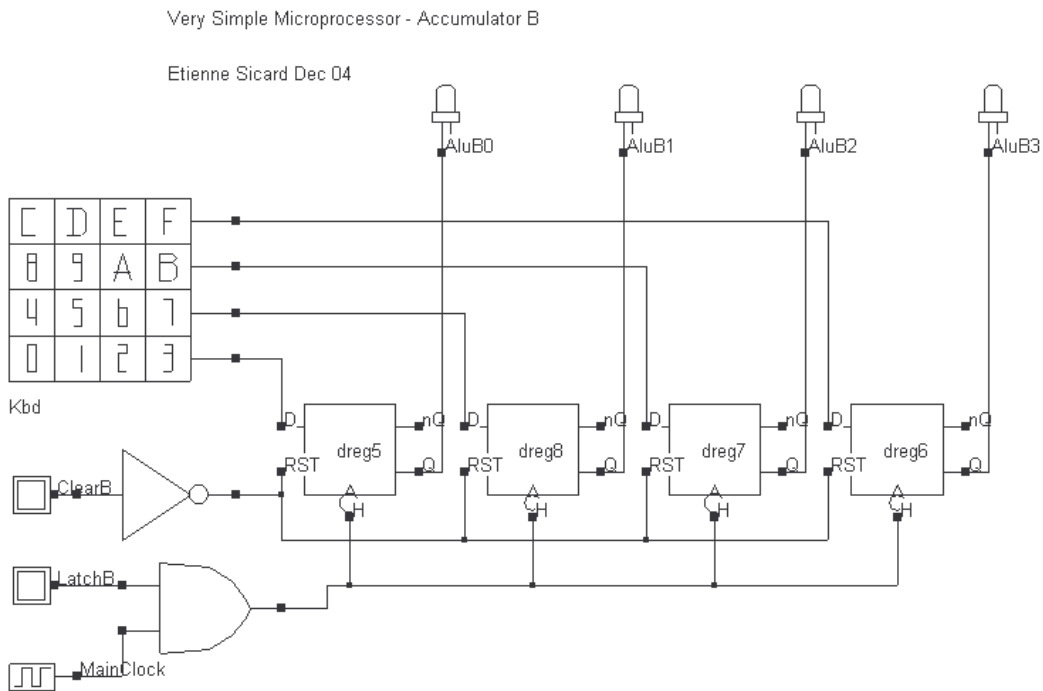 Very Simple Microprocessor - Accumulator B
Etienne Sicard Dec 04
AluB0 AluB1 AluB2 AluB3
C D E F
8 9 A B
4 5 b 7
0 1 2 3
Kbd
D nQ D nQ D nQ D nQ
dreg5 dreg8 dreg7 dreg6
RST Q RST Q RST Q RST Q
ClearB
H H H H
LatchB
MainClock